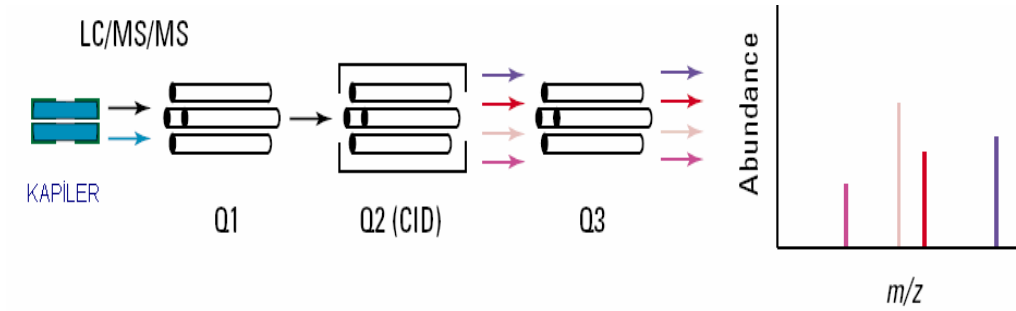 LC/MS/MS
KAPİLER
Q1
Q2 (CID)
Q3
Abundance
m/z